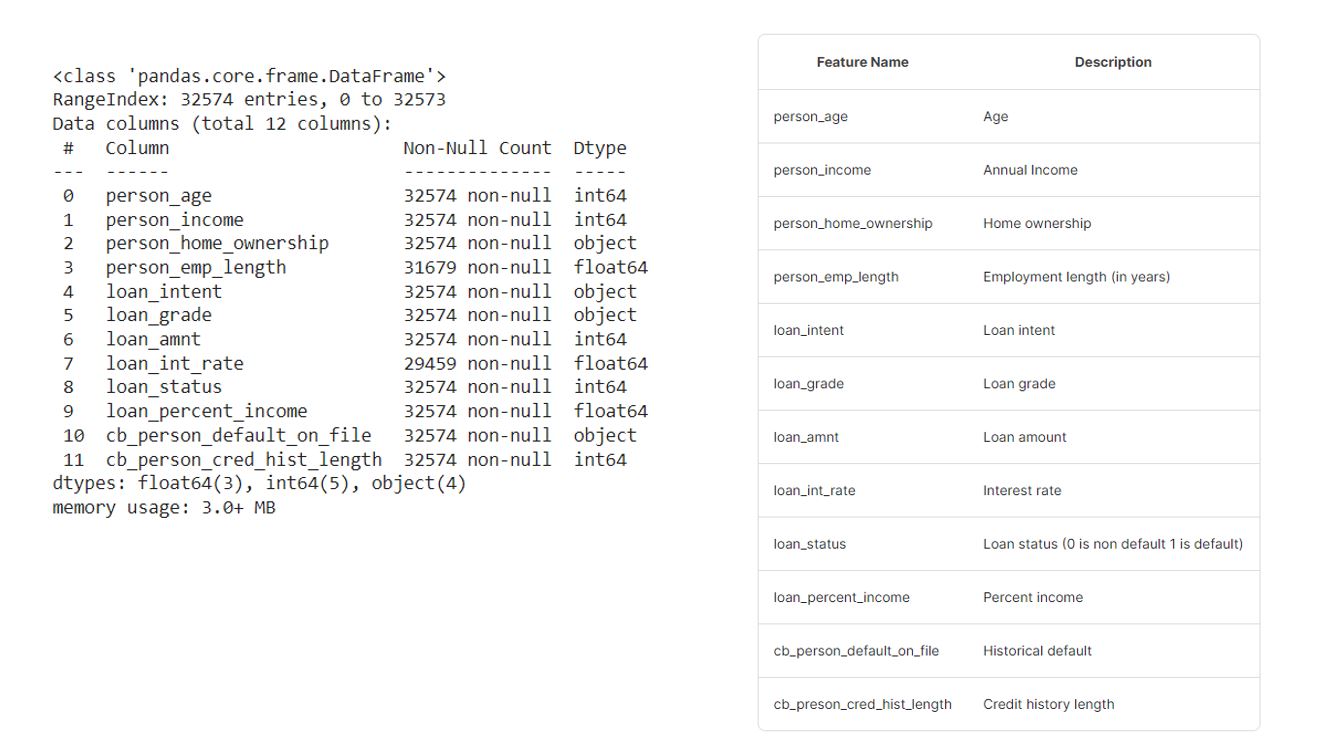 <class 'pandas.core.frame.DataFrame'>
RangeIndex: 32574 entries, 0 to 32573
Data columns (total 12 columns):
 #   Column                      Non-Null Count  Dtype
---  ------                      --------------  -----
 0   person_age                  32574 non-null  int64
 1   person_income               32574 non-null  int64
 2   person_home_ownership       32574 non-null  object
 3   person_emp_length           31679 non-null  float64
 4   loan_intent                 32574 non-null  object
 5   loan_grade                  32574 non-null  object
 6   loan_amnt                   32574 non-null  int64
 7   loan_int_rate               29459 non-null  float64
 8   loan_status                 32574 non-null  int64
 9   loan_percent_income         32574 non-null  float64
 10  cb_person_default_on_file   32574 non-null  object
 11  cb_person_cred_hist_length  32574 non-null  int64
dtypes: float64(3), int64(5), object(4)
memory usage: 3.0+ MB
Feature Name Description
person_age Age
person_income Annual Income
person_home_ownership Home ownership
person_emp_length Employment length (in years)
loan_intent Loan intent
loan_grade Loan grade
loan_amnt Loan amount
loan_int_rate Interest rate
loan_status Loan status (0 is non default 1 is default)
loan_percent_income Percent income
cb_person_default_on_file Historical default
cb_preson_cred_hist_length Credit history length